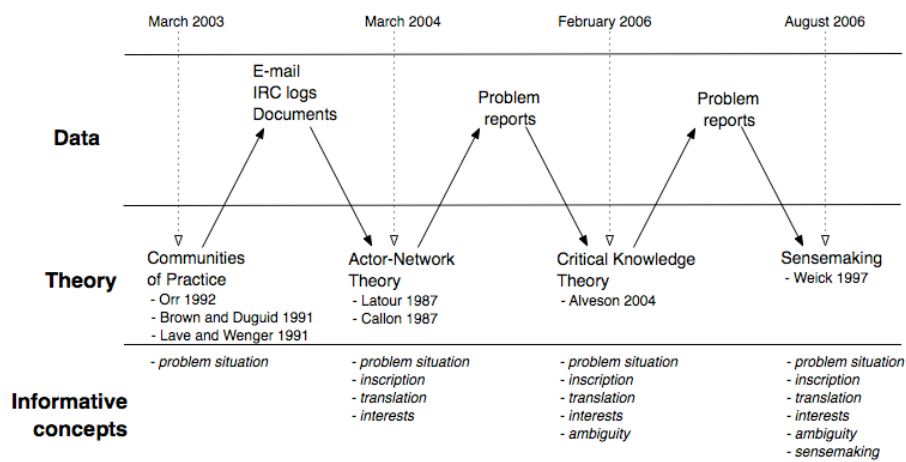 March 2003
March 2004
February 2006
August 2006
Data
E-mail
IRC logs
Documents
Problem
reports
Problem
reports
Theory
Communities
of Practice
- Orr 1992
- Brown and Duguid 1991
- Lave and Wenger 1991
Actor-Network
Theory
- Latour 1987
- Callon 1987
Critical Knowledge
Theory
- Alveson 2004
Sensemaking
- Weick 1997
Informative
concepts
- problem situation
- problem situation
- inscription
- translation
- interests
- problem situation
- inscription
- translation
- interests
- ambiguity
- problem situation
- inscription
- translation
- interests
- ambiguity
- sensemaking